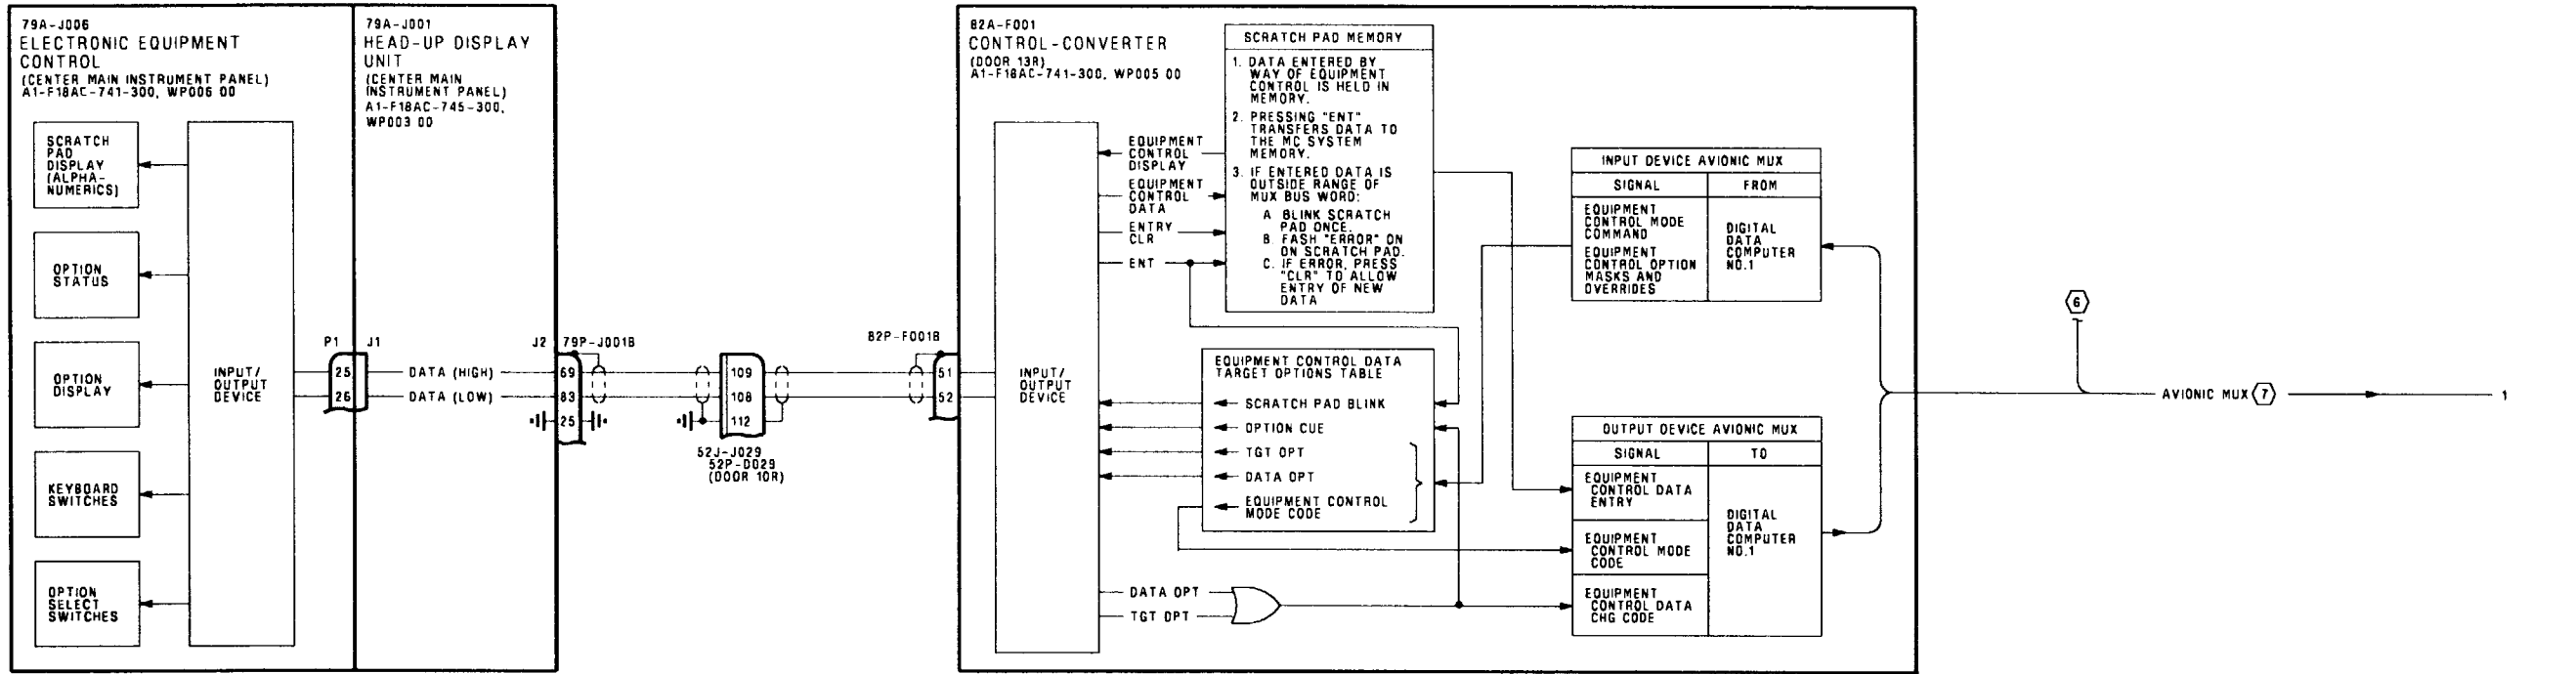 79A-J006
ELECTRONIC EQUIPMENT
CONTROL
(CENTER MAIN INSTRUMENT PANEL)
A1-F18AC-741-300, WP006 00
SCRATCH
PAD
DISPLAY
(ALPHA-
NUMERICS)
OPTION
STATUS
OPTION
DISPLAY
KEYBOARD
SWITCHES
OPTION
SELECT
SWITCHES
INPUT/
OUTPUT
DEVICE
P1
25
26
79A-J001
HEAD-UP DISPLAY
UNIT
(CENTER MAIN
INSTRUMENT PANEL)
A1-F18AC-745-300,
WP003 00
J1
DATA (HIGH)
DATA (LOW)
J2
79P-J001B
69
83
25
109
108
112
52J-J029
52P-D029
(DOOR 10R)
82P-F001B
51
52
82A-F001
CONTROL-CONVERTER
(DOOR 13R)
A1-F18AC-741-300, WP005 00
INPUT/
OUTPUT
DEVICE
EQUIPMENT
CONTROL
DISPLAY
EQUIPMENT
CONTROL
DATA
ENTRY
CLR
ENT
SCRATCH PAD MEMORY
1. DATA ENTERED BY
WAY OF EQUIPMENT
CONTROL IS HELD IN
MEMORY.
2. PRESSING "ENT"
TRANSFERS DATA TO
THE MC SYSTEM
MEMORY.
3. IF ENTERED DATA IS
OUTSIDE RANGE OF
MUX BUS WORD:
A BLINK SCRATCH
PAD ONCE.
B. FASH "ERROR" ON
ON SCRATCH PAD.
C. IF ERROR, PRESS
"CLR" TO ALLOW
ENTRY OF NEW
DATA
EQUIPMENT CONTROL DATA
TARGET OPTIONS TABLE
SCRATCH PAD BLINK
OPTION CUE
TGT OPT
DATA OPT
EQUIPMENT CONTROL
MODE CODE
DATA OPT
TGT OPT
INPUT DEVICE AVIONIC MUX
SIGNAL
FROM
EQUIPMENT
CONTROL MODE
COMMAND
EQUIPMENT
CONTROL OPTION
MASKS AND
OVERRIDES
DIGITAL
DATA
COMPUTER
NO.1
OUTPUT DEVICE AVIONIC MUX
SIGNAL
TO
EQUIPMENT
CONTROL DATA
ENTRY
EQUIPMENT
CONTROL MODE
CODE
EQUIPMENT
CONTROL DATA
CHG CODE
DIGITAL
DATA
COMPUTER
NO.1
6
AVIONIC MUX 7
1